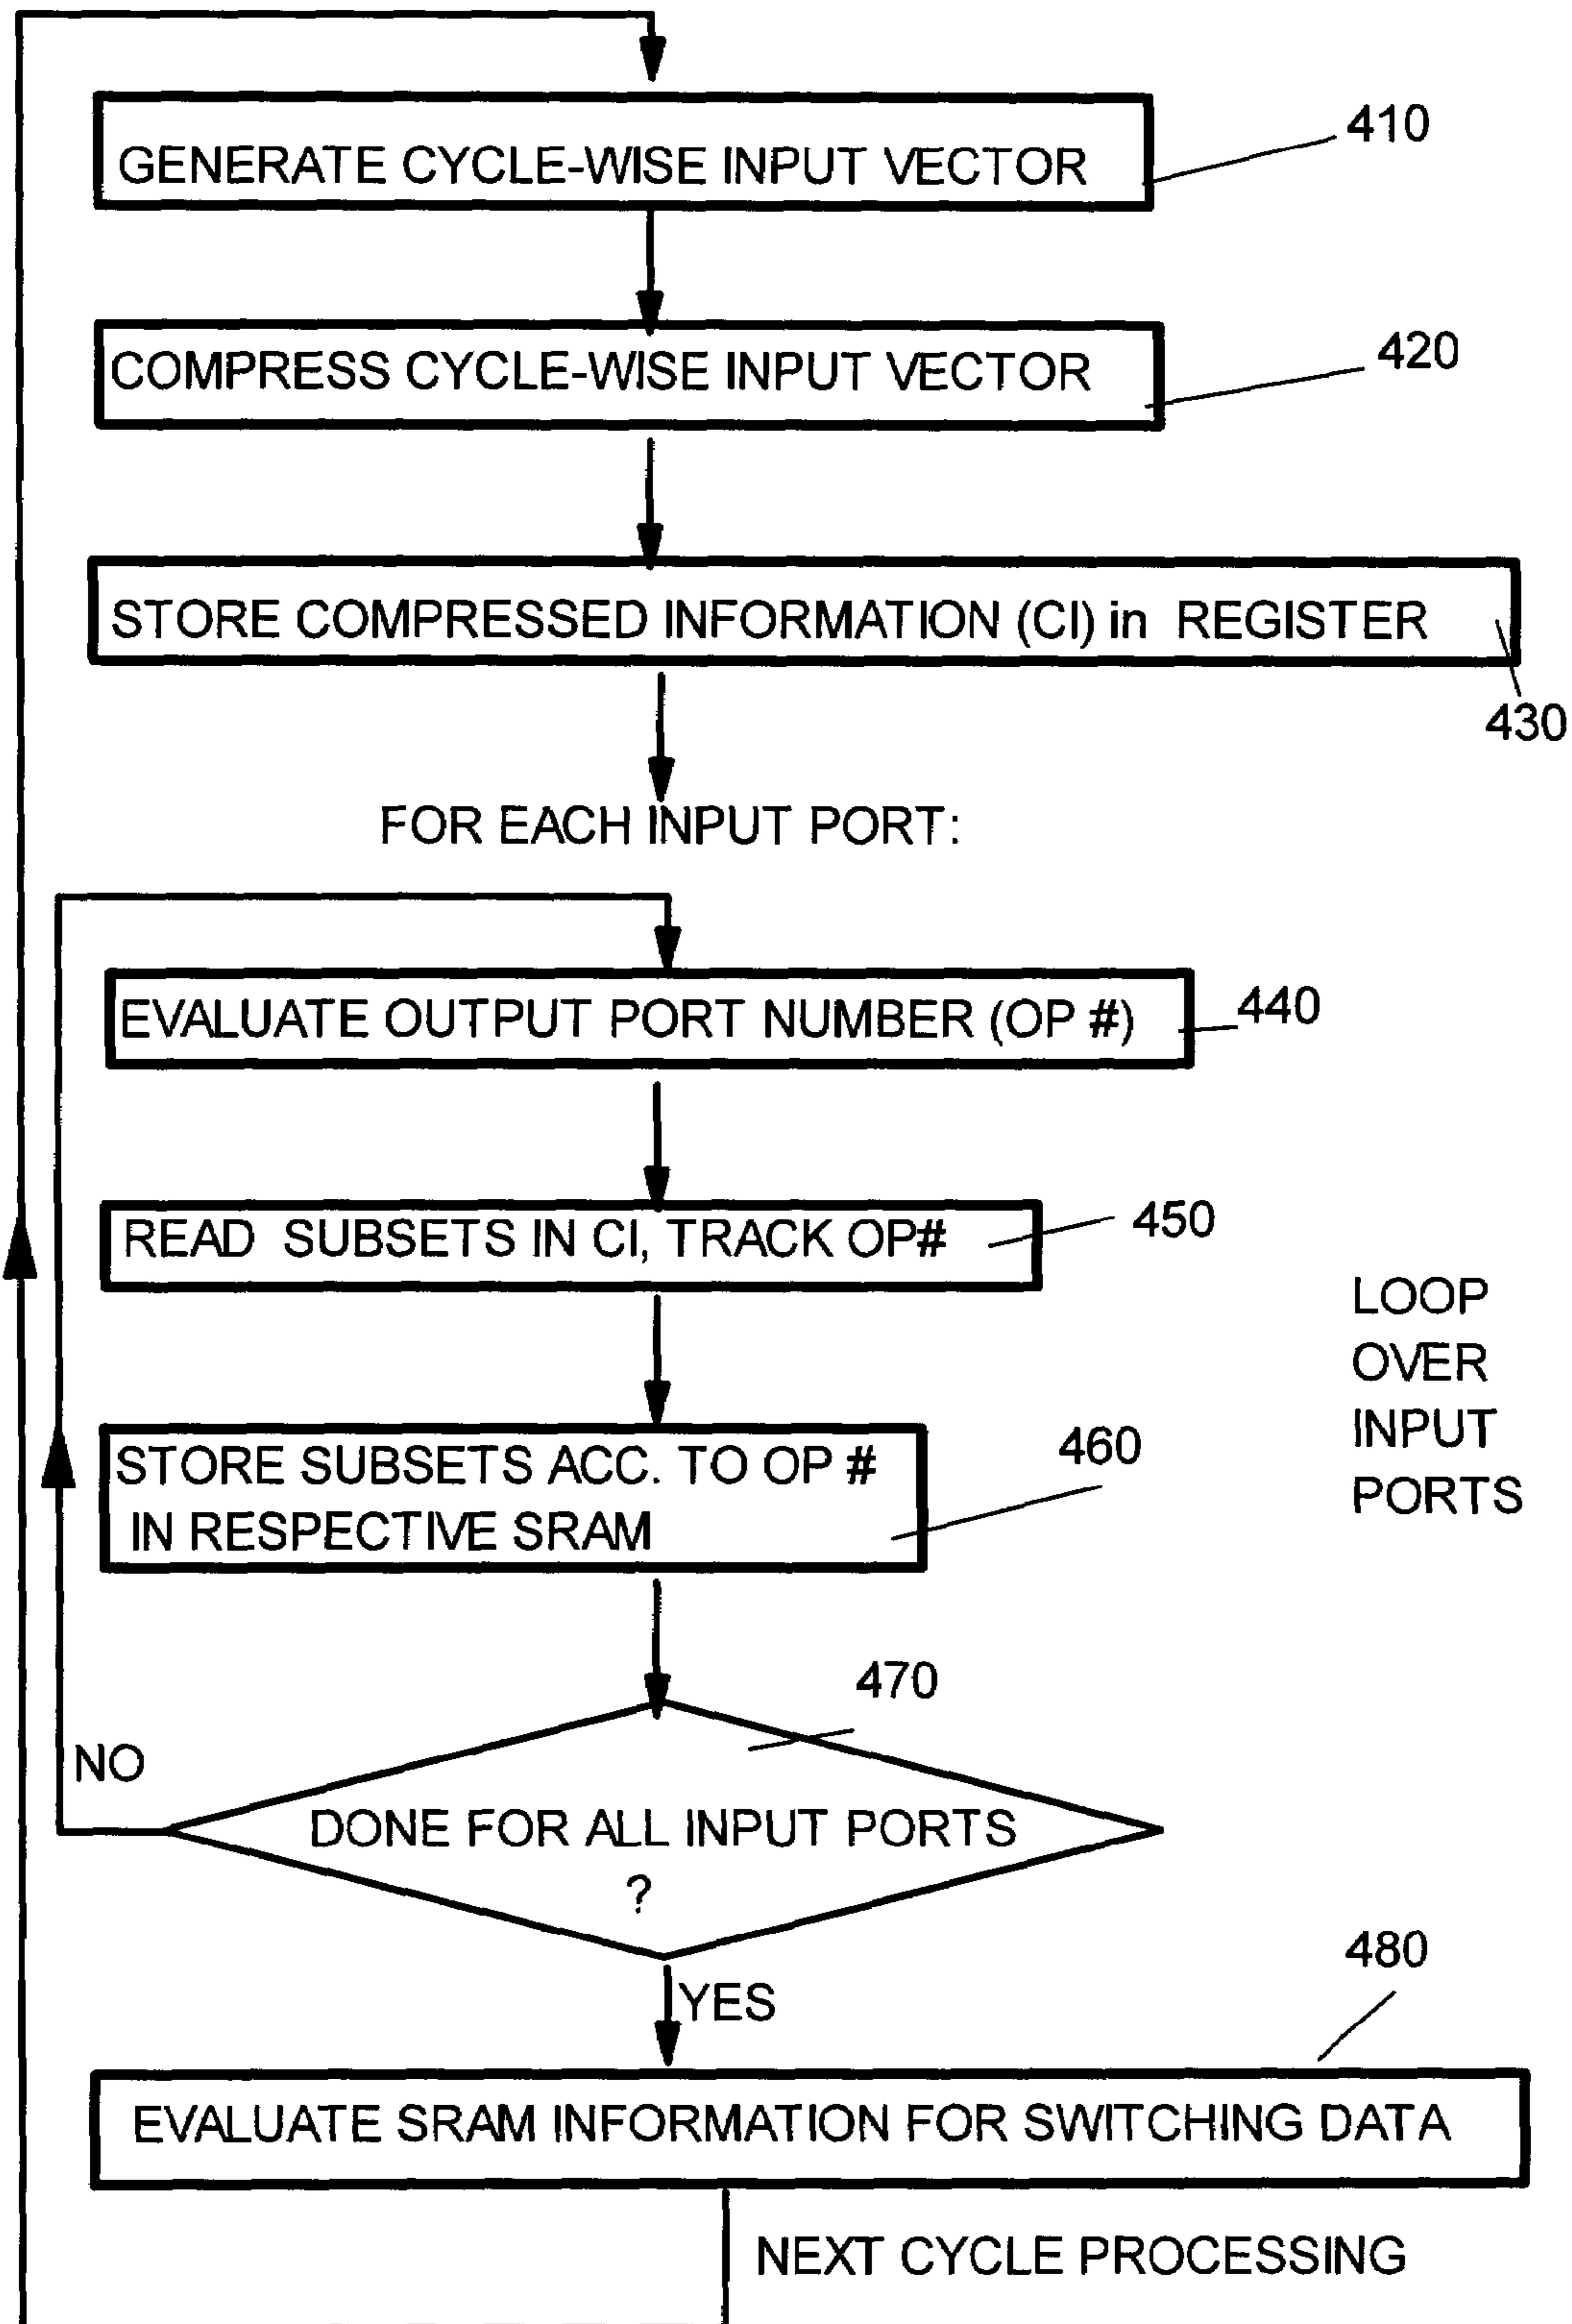 GENERATE CYCLE-WISE INPUT VECTOR
410
COMPRESS CYCLE-WISE INPUT VECTOR
420
STORE COMPRESSED INFORMATION (CI) in REGISTER
430
FOR EACH INPUT PORT:
EVALUATE OUTPUT PORT NUMBER (OP #)
440
READ SUBSETS IN CI, TRACK OP#
450
LOOP
OVER
INPUT
PORTS
STORE SUBSETS ACC. TO OP #
IN RESPECTIVE SRAM
460
470
NO
DONE FOR ALL INPUT PORTS
?
YES
480
EVALUATE SRAM INFORMATION FOR SWITCHING DATA
NEXT CYCLE PROCESSING